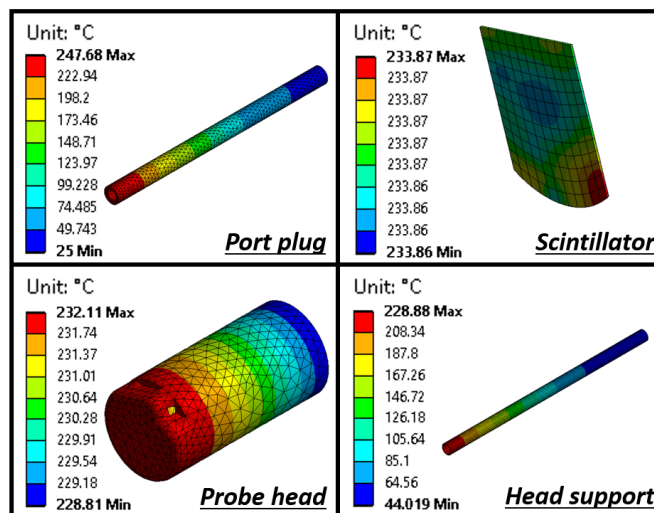 Unit: °C
247.68 Max
222.94
198.2
173.46
148.71
123.97
99.228
74.485
49.743
25 Min
Port plug
Unit: °C
233.87 Max
233.87
233.87
233.87
233.87
233.86
233.86
233.86
233.86
233.86 Min
Scintillator
Unit: °C
232.11 Max
231.74
231.37
231.01
230.64
230.28
229.91
229.54
229.18
228.81 Min
Probe head
Unit: °C
228.88 Max
208.34
187.8
167.26
146.72
126.18
105.64
85.1
64.56
44.019 Min
Head support